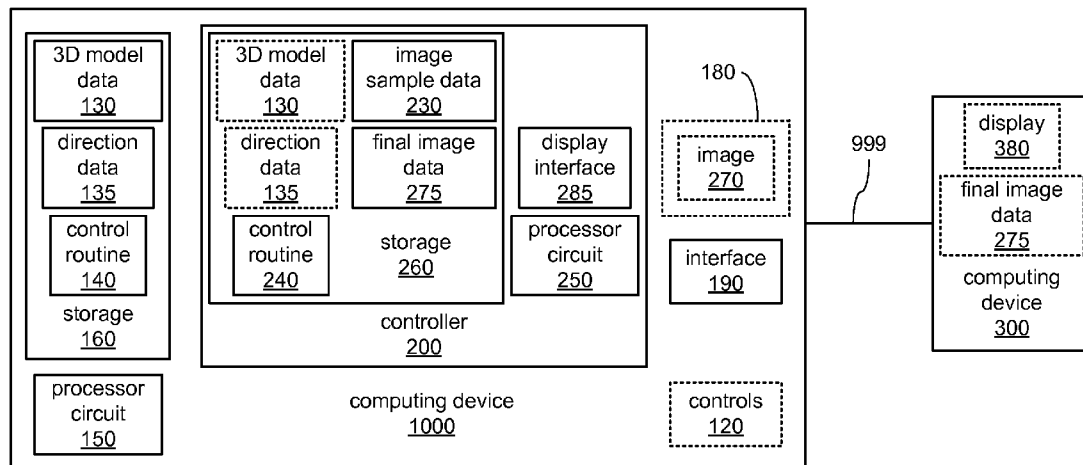 3D model
data
130
direction
data
135
control
routine
140
storage
160
processor
circuit
150
3D model
data
130
image
sample data
230
direction
data
135
final image
data
275
control
routine
240
storage
260
display
interface
285
processor
circuit
250
controller
200
computing device
1000
180
image
270
interface
190
controls
120
999
display
380
final image
data
275
computing
device
300